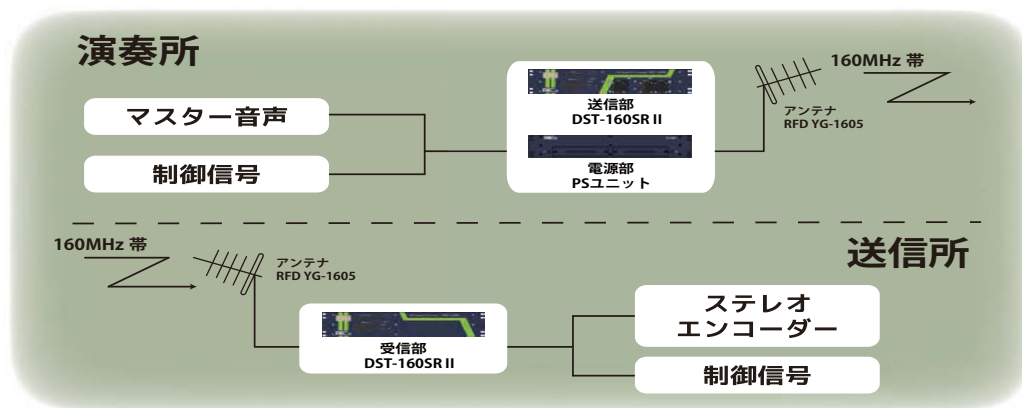 演奏所
マスター音声
制御信号
送信部
DST-160SR II
電源部
PSユニット
160MHz 帯
アンテナ
RFD YG-1605
160MHz 帯
アンテナ
RFD YG-1605
送信所
受信部
DST-160SR II
ステレオ
エンコーダー
制御信号